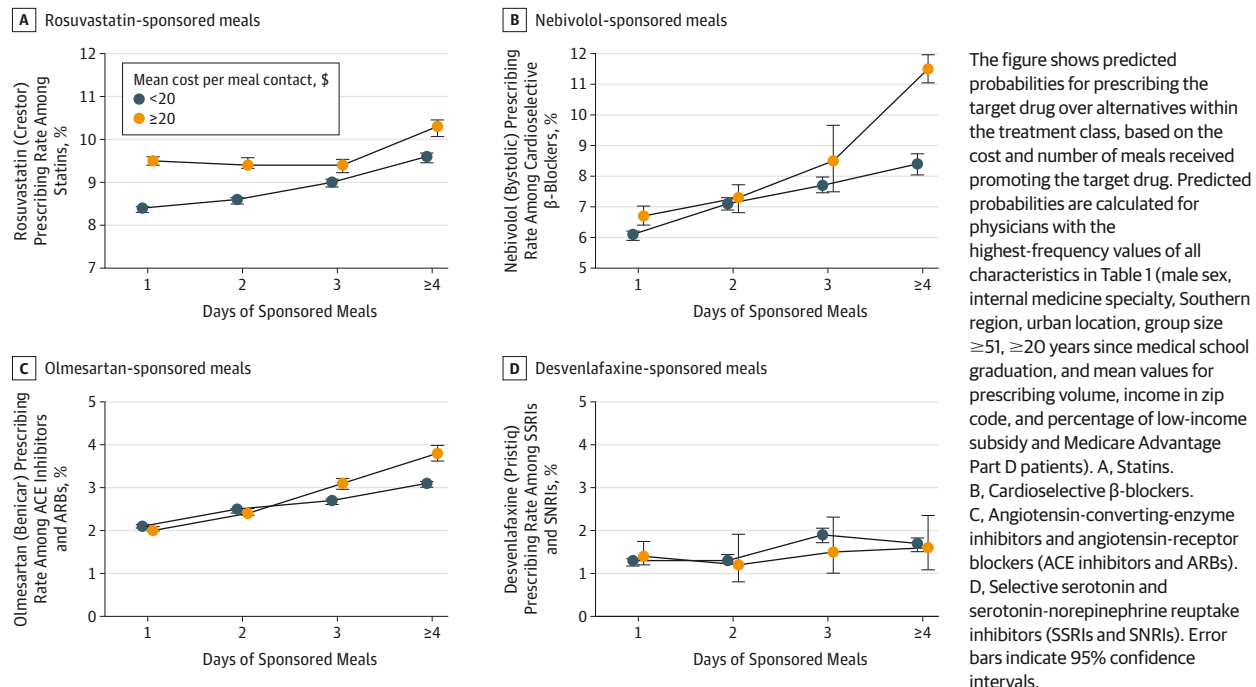 A Rosuvastatin-sponsored meals
Rosuvastatin (Crestor)
Prescribing Rate Among
Statins, %
12
11
10
9
8
7
Mean cost per meal contact, $
<20
≥20
1 2 3 ≥4
Days of Sponsored Meals
B Nebivolol-sponsored meals
Nebivolol (Bystolic) Prescribing
Rate Among Cardioselective
β-Blockers, %
12
11
10
9
8
7
6
5
1 2 3 ≥4
Days of Sponsored Meals
C Olmesartan-sponsored meals
Olmesartan (Benicar) Prescribing
Rate Among ACE Inhibitors
and ARBs, %
5
4
3
2
1
0
1 2 3 ≥4
Days of Sponsored Meals
D Desvenlafaxine-sponsored meals
Desvenlafaxine (Pristiq)
Prescribing Rate Among SSRIs
and SNRIs, %
5
4
3
2
1
0
1 2 3 ≥4
Days of Sponsored Meals
The figure shows predicted
probabilities for prescribing the
target drug over alternatives within
the treatment class, based on the
cost and number of meals received
promoting the target drug. Predicted
probabilities are calculated for
physicians with the
highest-frequency values of all
characteristics in Table 1 (male sex,
internal medicine specialty, Southern
region, urban location, group size
≥51, ≥20 years since medical school
graduation, and mean values for
prescribing volume, income in zip
code, and percentage of low-income
subsidy and Medicare Advantage
Part D patients). A, Statins.
B, Cardioselective β-blockers.
C, Angiotensin-converting-enzyme
inhibitors and angiotensin-receptor
blockers (ACE inhibitors and ARBs).
D, Selective serotonin and
serotonin-norepinephrine reuptake
inhibitors (SSRIs and SNRIs). Error
bars indicate 95% confidence
intervals.